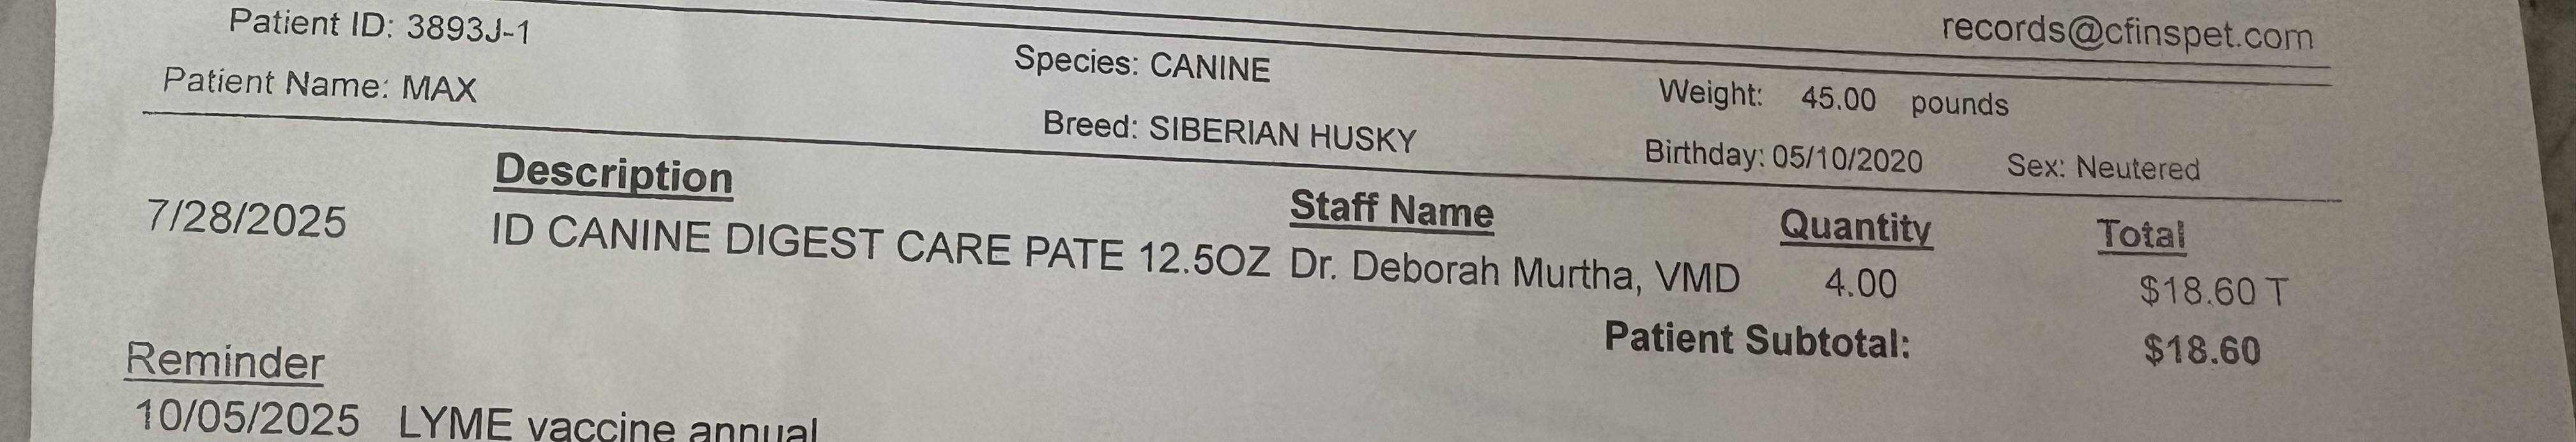 records@cfinspet.com
Patient ID: 3893J-1 Species: CANINE Weight: 45.00 pounds
Patient Name: MAX Breed: SIBERIAN HUSKY Birthday: 05/10/2020 Sex: Neutered
Description Staff Name Quantity Total
7/28/2025 ID CANINE DIGEST CARE PATE 12.5OZ Dr. Deborah Murtha, VMD 4.00 $18.60 T
Patient Subtotal: $18.60
Reminder
10/05/2025 LYME vaccine annual